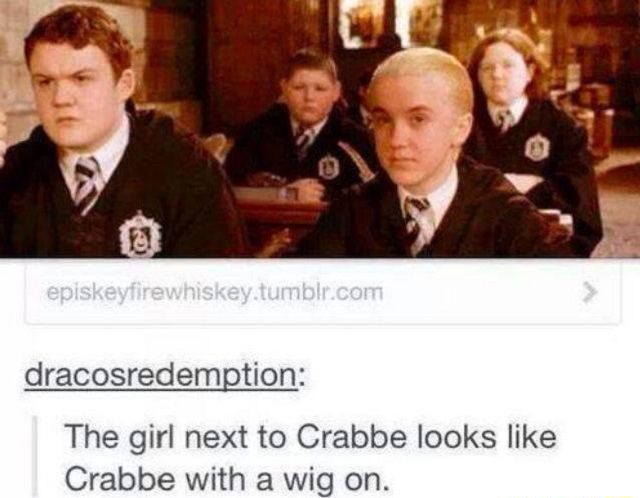 episkeyfirewhiskey.tumblr.com
dracosredemption:
The girl next to Crabbe looks like
Crabbe with a wig on.